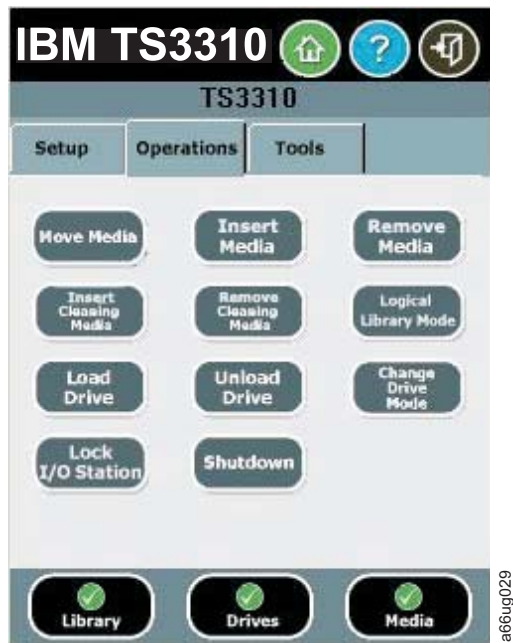 IBM TS3310
?
TS3310
Setup Operations Tools
Move Media
Insert
Media
Remove
Media
Insert
Cleaning
Media
Remove
Cleaning
Media
Logical
Library Mode
Load
Drive
Unload
Drive
Change
Drive
Mode
Lock
I/O Station
Shutdown
Library
Drives
Media
a66ug029